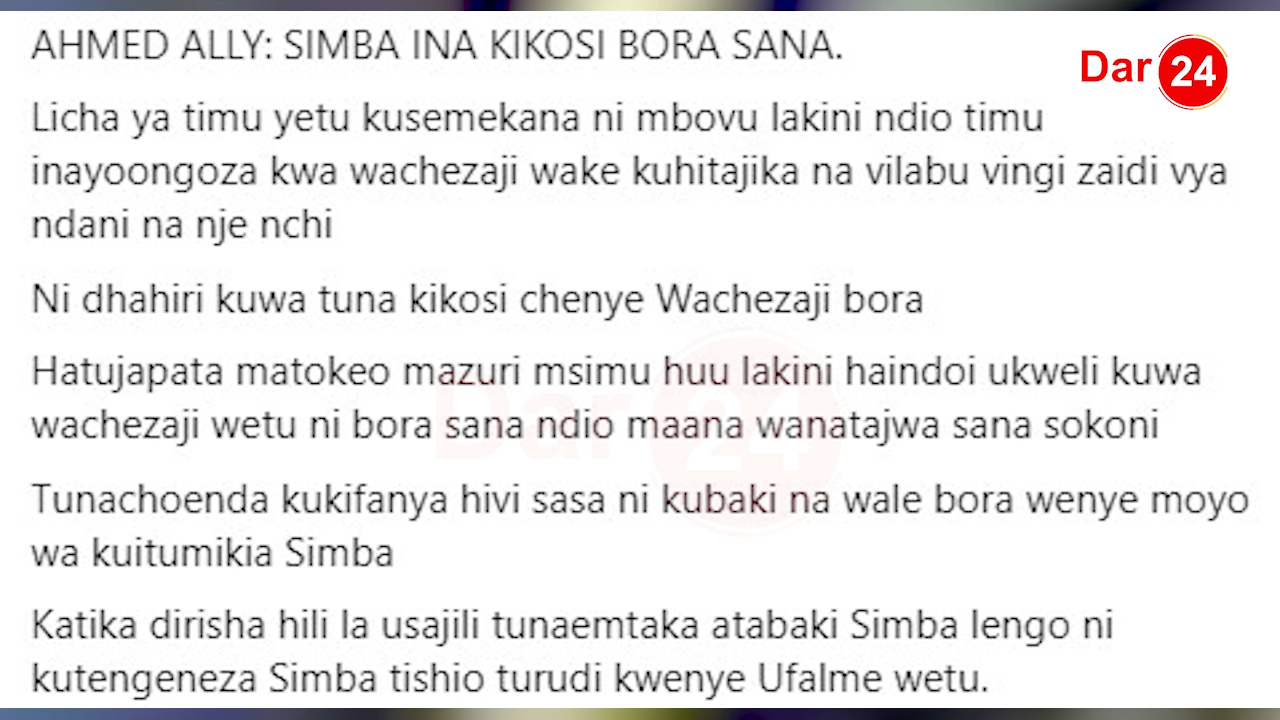 AHMED ALLY: SIMBA INA KIKOSI BORA SANA.
Dar 24
Licha ya timu yetu kusemekana ni mbovu lakini ndio timu
inayoongoza kwa wachezaji wake kuhitajika na vilabu vingi zaidi vya
ndani na nje nchi
Ni dhahiri kuwa tuna kikosi chenye Wachezaji bora
Hatujapata matokeo mazuri msimu huu lakini haindoi ukweli kuwa
wachezaji wetu ni bora sana ndio maana wanatajwa sana sokoni
Dar 24
Tunachoenda kukifanya hivi sasa ni kubaki na wale bora wenye moyo
wa kuitumikia Simba
Katika dirisha hili la usajili tunaemtaka atabaki Simba lengo ni
kutengeneza Simba tishio turudi kwenye Ufalme wetu.